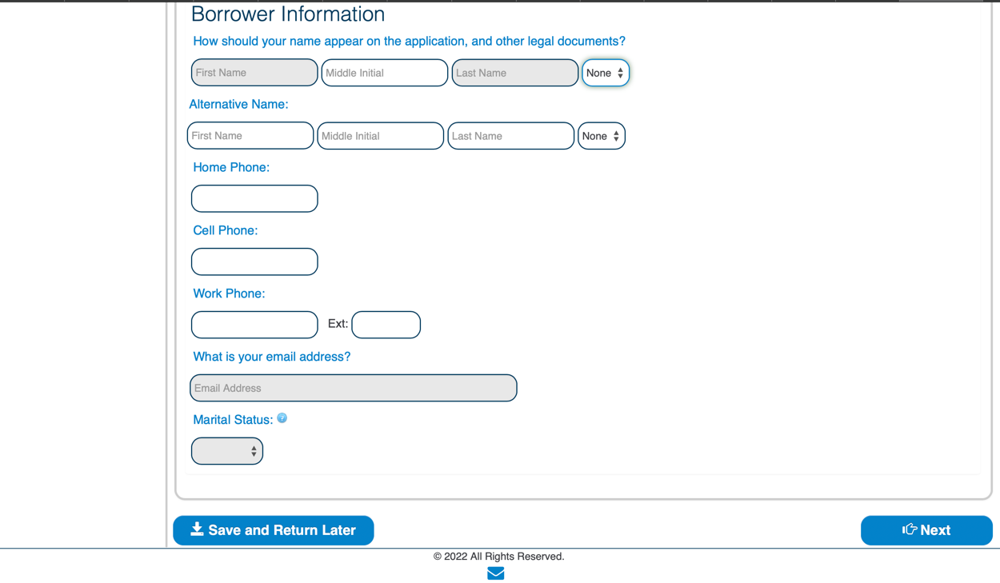 Borrower Information
How should your name appear on the application, and other legal documents?
First Name Middle Initial Last Name None
Alternative Name:
First Name Middle Initial Last Name None
Home Phone:
Cell Phone:
Work Phone:
Ext:
What is your email address?
Email Address
Marital Status: ?
Save and Return Later Next
© 2022 All Rights Reserved.